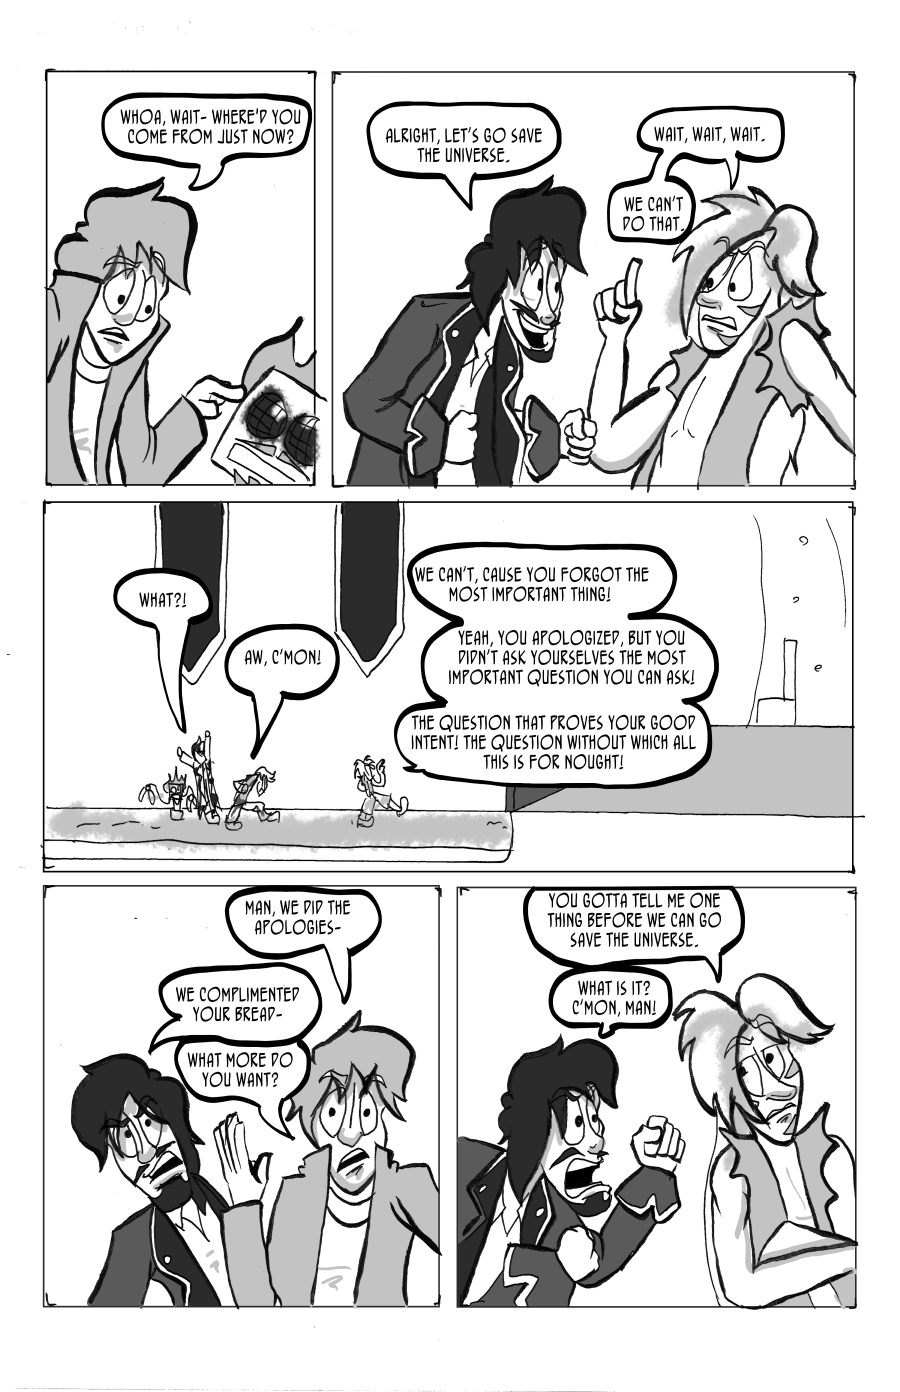 WHOA, WAIT- WHERE'D YOU
COME FROM JUST NOW?
ALRIGHT, LET'S GO SAVE
THE UNIVERSE.
WAIT, WAIT, WAIT.
WE CAN'T
DO THAT.
WHAT?!
AW, C'MON!
WE CAN'T, CAUSE YOU FORGOT THE
MOST IMPORTANT THING!
YEAH, YOU APOLOGIZED, BUT YOU
DIDN'T ASK YOURSELVES THE MOST
IMPORTANT QUESTION YOU CAN ASK!
THE QUESTION THAT PROVES YOUR GOOD
INTENT! THE QUESTION WITHOUT WHICH ALL
THIS IS FOR NOUGHT!
MAN, WE DID THE
APOLOGIES-
WE COMPLIMENTED
YOUR BREAD-
WHAT MORE DO
YOU WANT?
YOU GOTTA TELL ME ONE
THING BEFORE WE CAN GO
SAVE THE UNIVERSE.
WHAT IS IT?
C'MON, MAN!